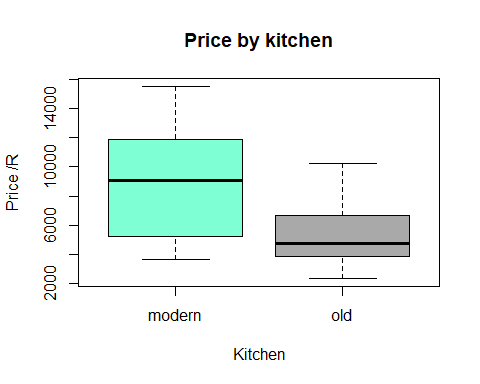 Price by kitchen
Price /R
14000
10000
6000
2000
modern
old
Kitchen